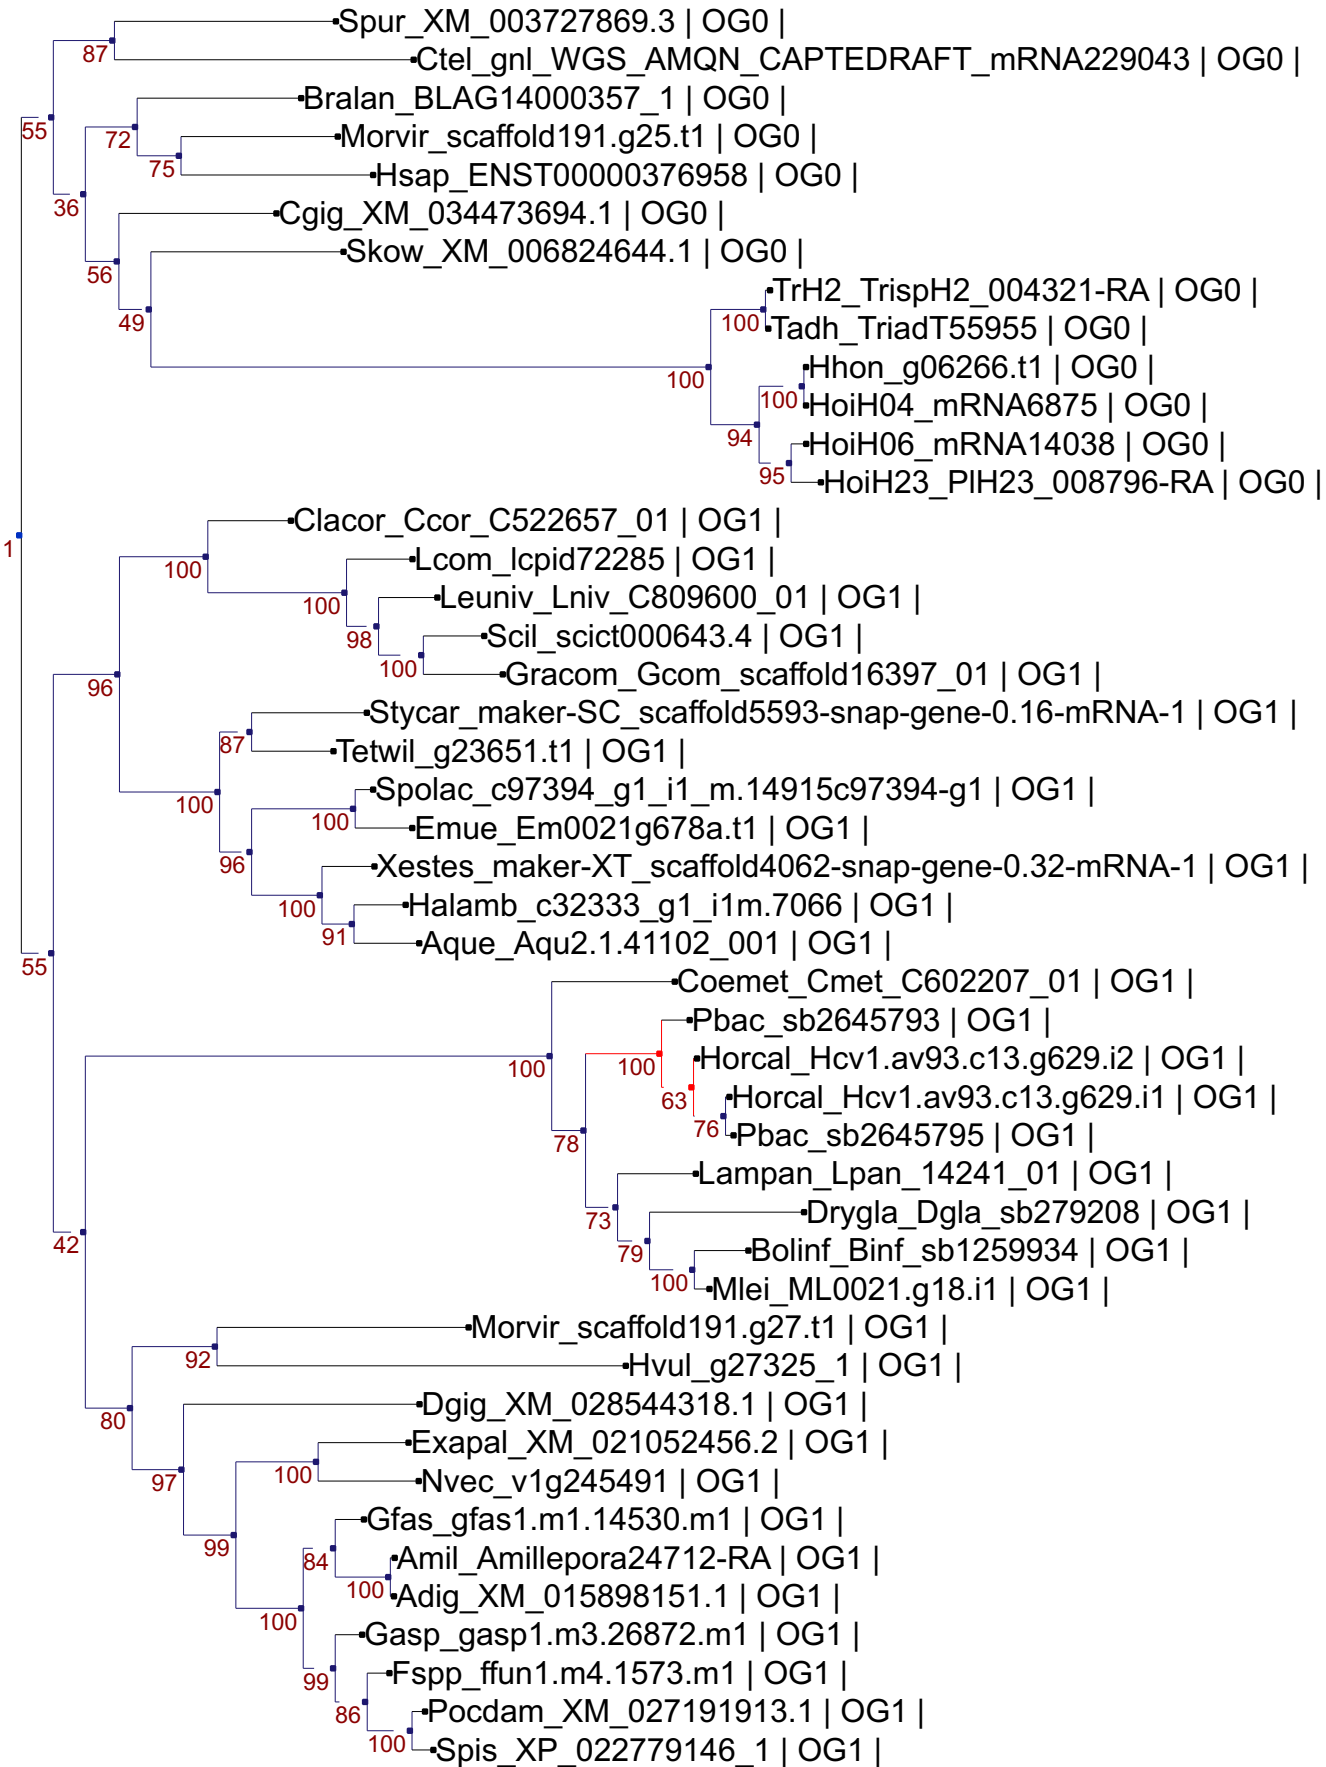 Spur_XM_003727869.3 | OG0 |
87
Ctel_gnl_WGS_AMQN_CAPTEDRAFT_mRNA229043 | OG0 |
Bralan_BLAG14000357_1 | OG0 |
55
72
Morvir_scaffold191.g25.t1 | OG0 |
75
Hsap_ENST00000376958 | OG0 |
36
Cgig_XM_034473694.1 | OG0 |
Skow_XM_006824644.1 | OG0 |
56
TrH2_TrispH2_004321-RA | OG0 |
49
100
Tadh_TriadT55955 | OG0 |
Hhon_g06266.t1 | OG0 |
100
100
HoiH04_mRNA6875 | OG0 |
94
HoiH06_mRNA14038 | OG0 |
95
HoiH23_PlH23_008796-RA | OG0 |
Clacor_Ccor_C522657_01 | OG1 |
1
Lcom_lcpid72285 | OG1 |
100
Leuniv_Lniv_C809600_01 | OG1 |
100
Scil_scict000643.4 | OG1 |
98
100
Gracom_Gcom_scaffold16397_01 | OG1 |
96
Stycar_maker-SC_scaffold5593-snap-gene-0.16-mRNA-1 | OG1 |
87
Tetwil_g23651.t1 | OG1 |
Spolac_c97394_g1_i1_m.14915c97394-g1 | OG1 |
100
100
Emue_Em0021g678a.t1 | OG1 |
96
Xestes_maker-XT_scaffold4062-snap-gene-0.32-mRNA-1 | OG1 |
100
Halamb_c32333_g1_i1m.7066 | OG1 |
91
Aque_Aqu2.1.41102_001 | OG1 |
55
Coemet_Cmet_C602207_01 | OG1 |
Pbac_sb2645793 | OG1 |
100
100
Horcal_Hcv1.av93.c13.g629.i2 | OG1 |
63
Horcal_Hcv1.av93.c13.g629.i1 | OG1 |
76
Pbac_sb2645795 | OG1 |
78
Lampan_Lpan_14241_01 | OG1 |
73
Drygla_Dgla_sb279208 | OG1 |
42
79
Bolinf_Binf_sb1259934 | OG1 |
100
Mlei_ML0021.g18.i1 | OG1 |
Morvir_scaffold191.g27.t1 | OG1 |
92
Hvul_g27325_1 | OG1 |
Dgig_XM_028544318.1 | OG1 |
80
Exapal_XM_021052456.2 | OG1 |
97
100
Nvec_v1g245491 | OG1 |
Gfas_gfas1.m1.14530.m1 | OG1 |
99
84
Amil_Amillepora24712-RA | OG1 |
100
Adig_XM_015898151.1 | OG1 |
100
Gasp_gasp1.m3.26872.m1 | OG1 |
99
Fspp_ffun1.m4.1573.m1 | OG1 |
86
Pocdam_XM_027191913.1 | OG1 |
100
Spis_XP_022779146_1 | OG1 |